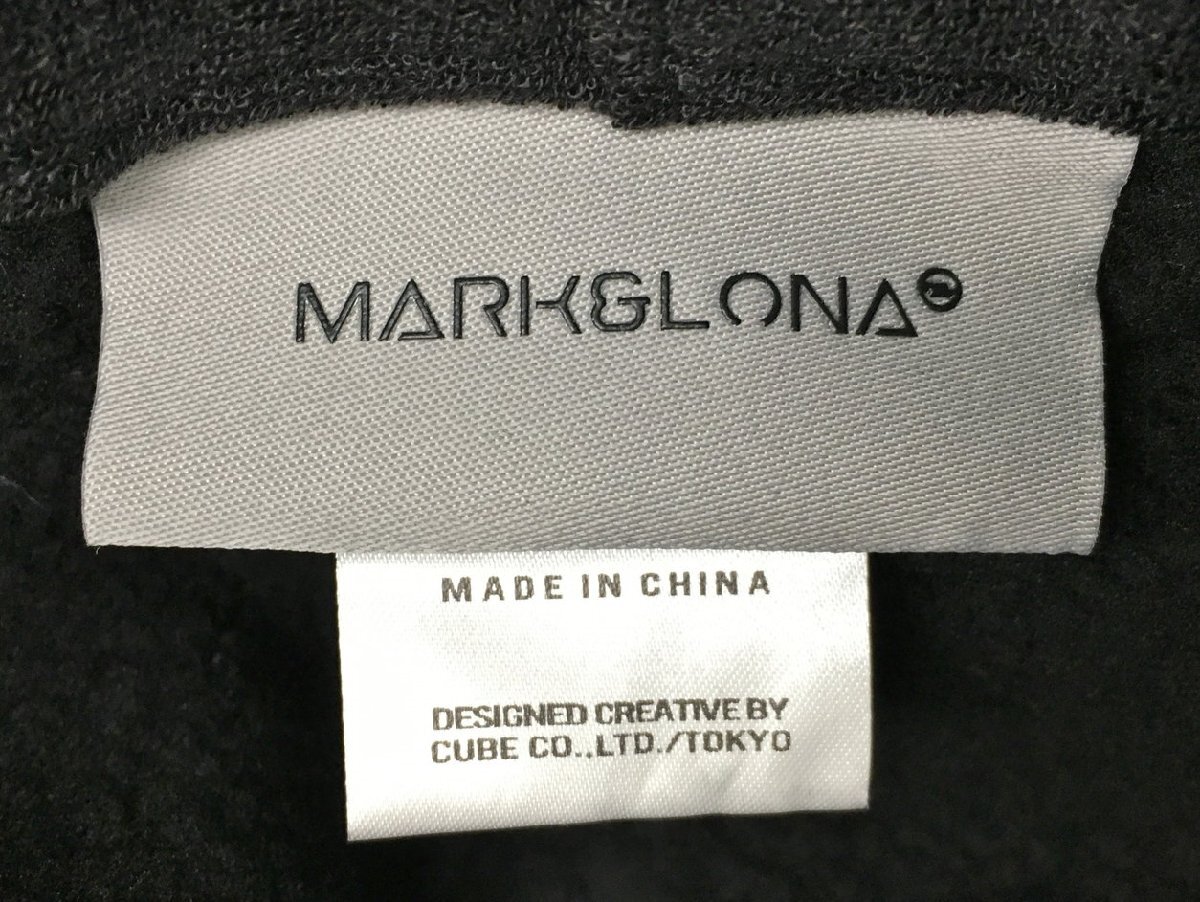 MARK&LONA
MADE IN CHINA
DESIGNED CREATIVE BY
CUBE CO.,LTD./TOKYO